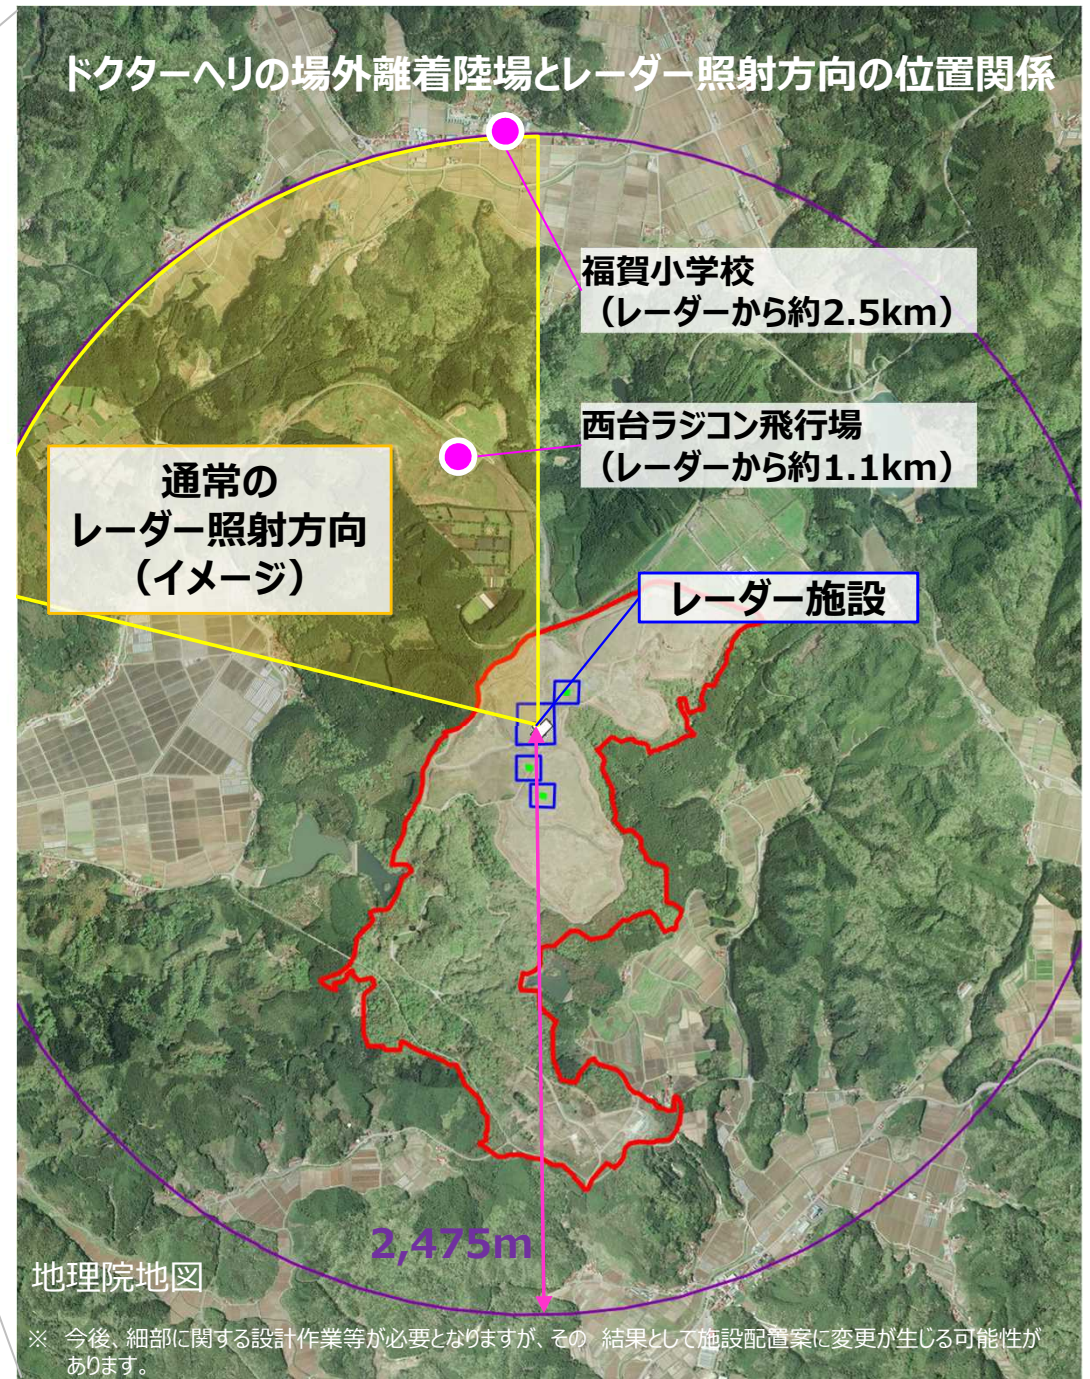 ドクターヘリの場外離着陸場とレーダー照射方向の位置関係
福賀小学校
（レーダーから約2.5km）
西台ラジコン飛行場
（レーダーから約1.1km）
通常の
レーダー照射方向
（イメージ）
レーダー施設
2,475m
地理院地図
※ 今後、細部に関する設計作業等が必要となりますが、その 結果として施設配置案に変更が生じる可能性が
あります。